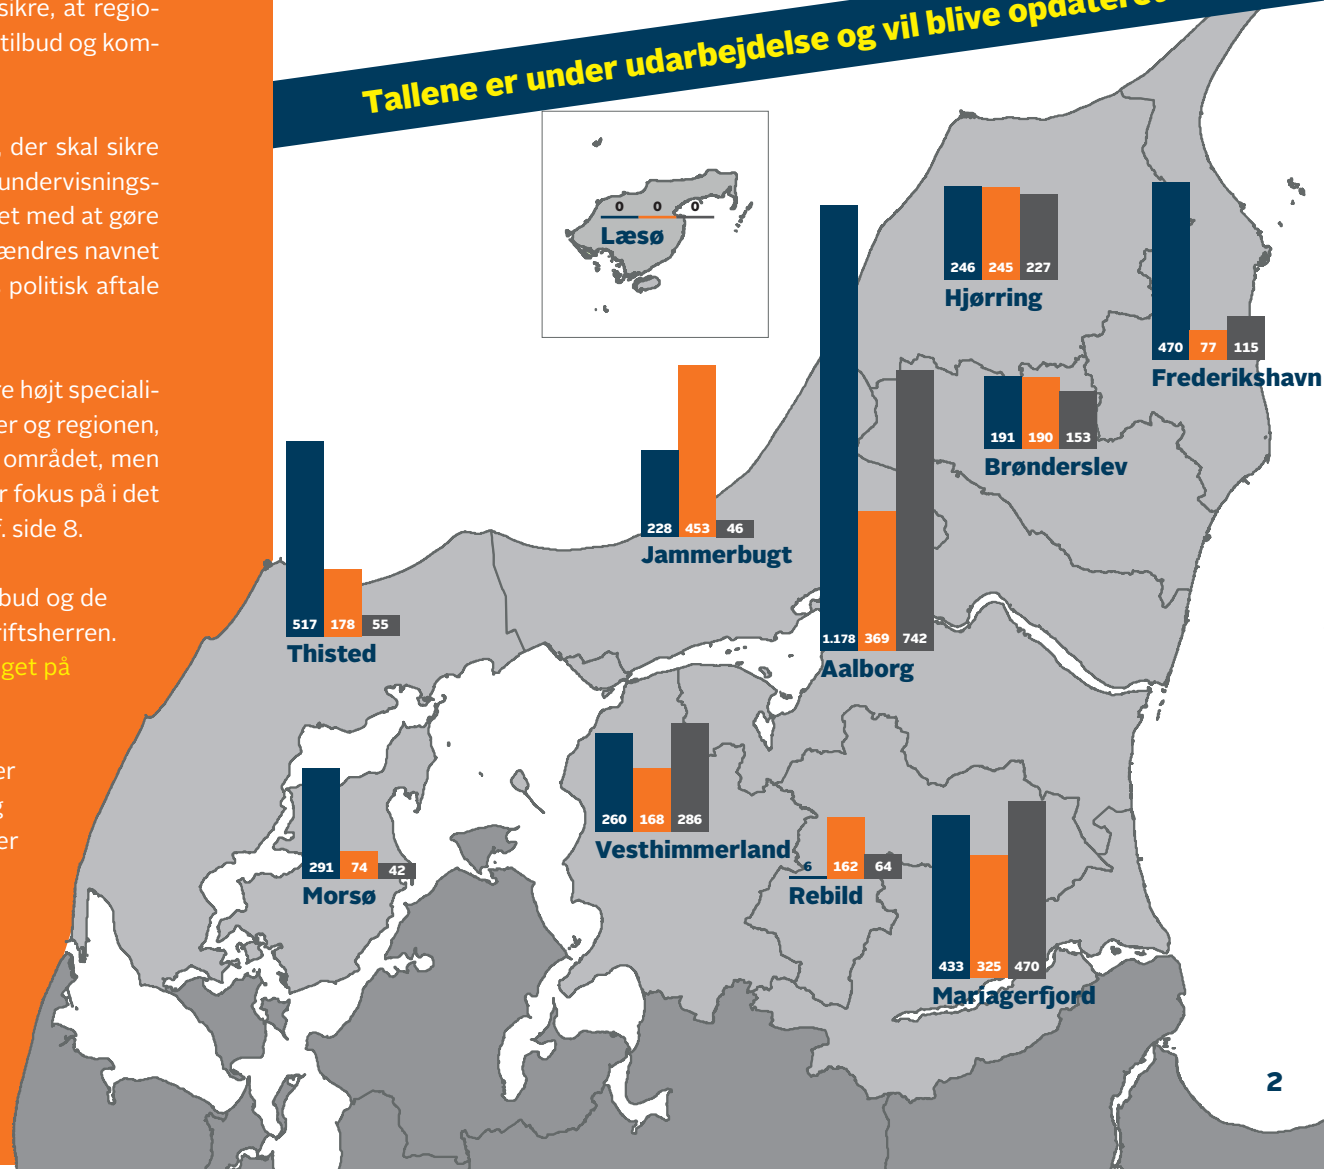 sikre, at regio-
tilbud og kom-
der skal sikre
undervisnings-
et med at gøre
ændres navnet
politisk aftale
re højt speciali-
er og regionen,
området, men
r fokus på i det
f. side 8.
bud og de
riftsherren.
get på
er
g
er
Tallene er under udarbejdelse og vil blive opdateret
0 0 0
Læsø
246 245 227
Hjørring
470 77 115
Frederikshavn
191 190 153
Brønderslev
228 453 46
Jammerbugt
517 178 55
Thisted
1.178 369 742
Aalborg
260 168 286
Vesthimmerland
6 162 64
Rebild
291 74 42
Morsø
433 325 470
Mariagerfjord
2